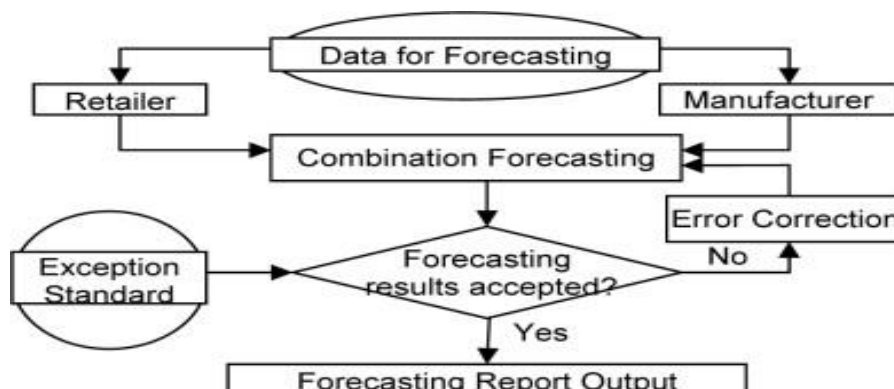 Data for Forecasting
Retailer
Manufacturer
Combination Forecasting
Error Correction
Exception
Standard
Forecasting
results accepted?
No
Yes
Forecasting Report Output